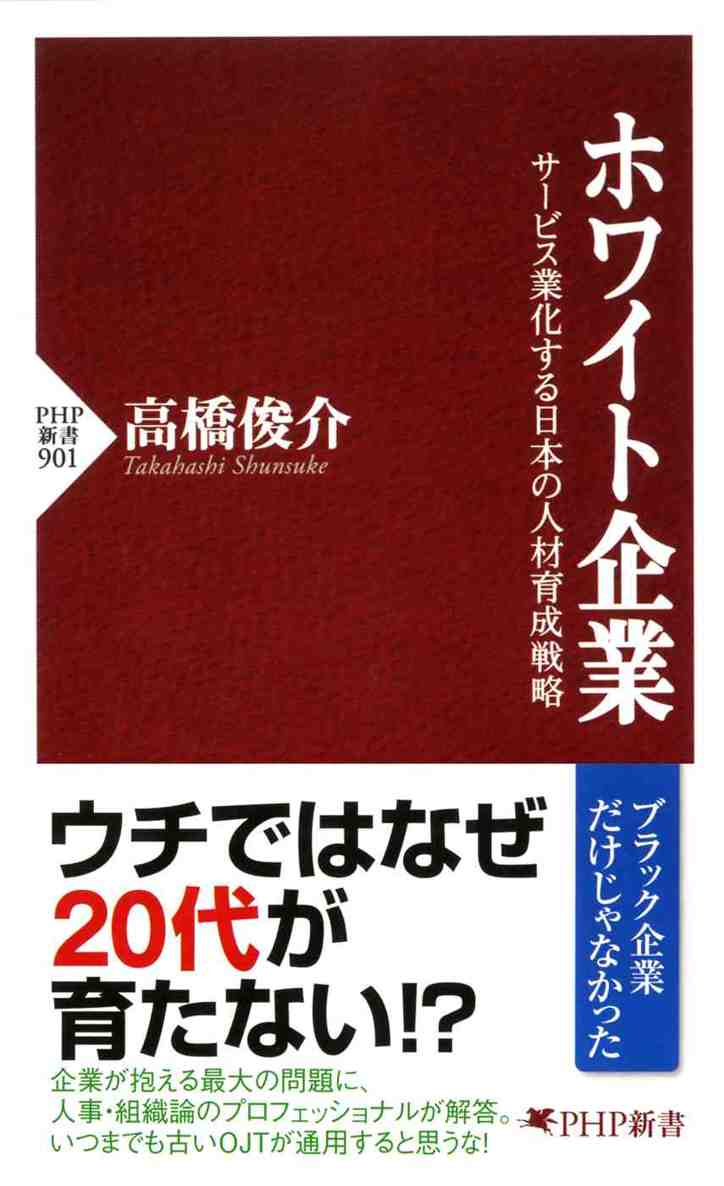 ホワイト企業
サービス業化する日本の人材育成戦略
高橋俊介
Takahashi Shunsuke
PHP
新書
901
ブラック企業
だけじゃなかった
ウチではなぜ
20代が
育たない!?
企業が抱える最大の問題に、
人事・組織論のプロフェッショナルが解答。
いつまでも古いOJTが通用すると思うな!
PHP新書